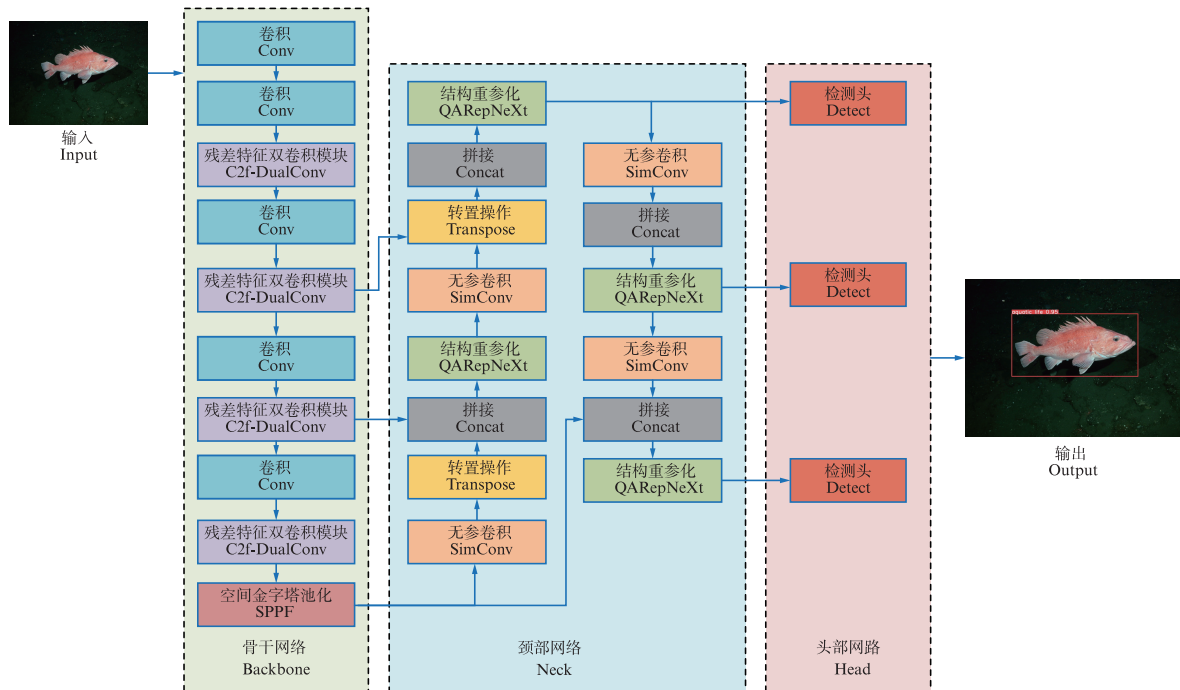 输入
Input
卷积
Conv
卷积
Conv
残差特征双卷积模块
C2f-DualConv
卷积
Conv
残差特征双卷积模块
C2f-DualConv
卷积
Conv
残差特征双卷积模块
C2f-DualConv
卷积
Conv
残差特征双卷积模块
C2f-DualConv
空间金字塔池化
SPPF
骨干网络
Backbone
结构重参化
QARepNeXt
拼接
Concat
转置操作
Transpose
无参卷积
SimConv
结构重参化
QARepNeXt
拼接
Concat
转置操作
Transpose
无参卷积
SimConv
无参卷积
SimConv
拼接
Concat
结构重参化
QARepNeXt
无参卷积
SimConv
拼接
Concat
结构重参化
QARepNeXt
颈部网络
Neck
检测头
Detect
检测头
Detect
检测头
Detect
头部网路
Head
aquatic life 0.95
输出
Output